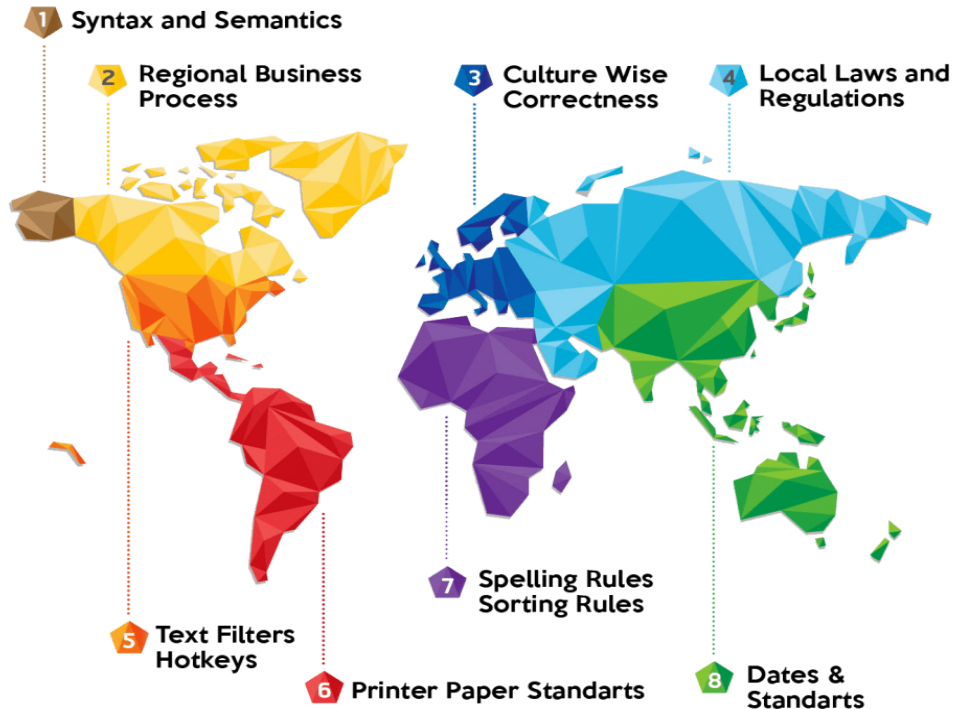 1 Syntax and Semantics
2 Regional Business
Process
3 Culture Wise
Correctness
4 Local Laws and
Regulations
5 Text Filters
Hotkeys
6 Printer Paper Standarts
7 Spelling Rules
Sorting Rules
8 Dates &
Standarts